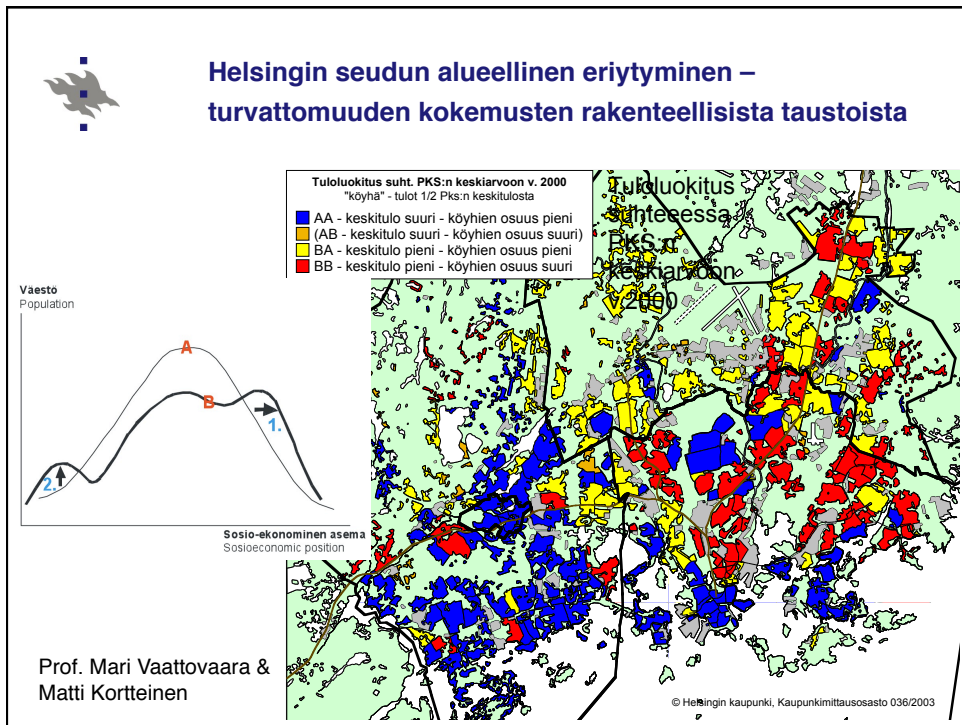 Helsingin seudun alueellinen eriytyminen –
turvattomuuden kokemusten rakenteellisista taustoista
Tuloluokitus suht. PKS:n keskiarvoon v. 2000
"köyhä" - tulot 1/2 Pks:n keskitulosta
AA - keskitulo suuri - köyhien osuus pieni
(AB - keskitulo suuri - köyhien osuus suuri)
BA - keskitulo pieni - köyhien osuus pieni
BB - keskitulo pieni - köyhien osuus suuri
Tuloluokitus
suhteeessa
PKS:n
keskiarvoon
v.2000
Väestö
Population
A
B
1.
2.
Sosio-ekonominen asema
Sosioeconomic position
Prof. Mari Vaattovaara &
Matti Kortteinen
© Helsingin kaupunki, Kaupunkimittausosasto 036/2003